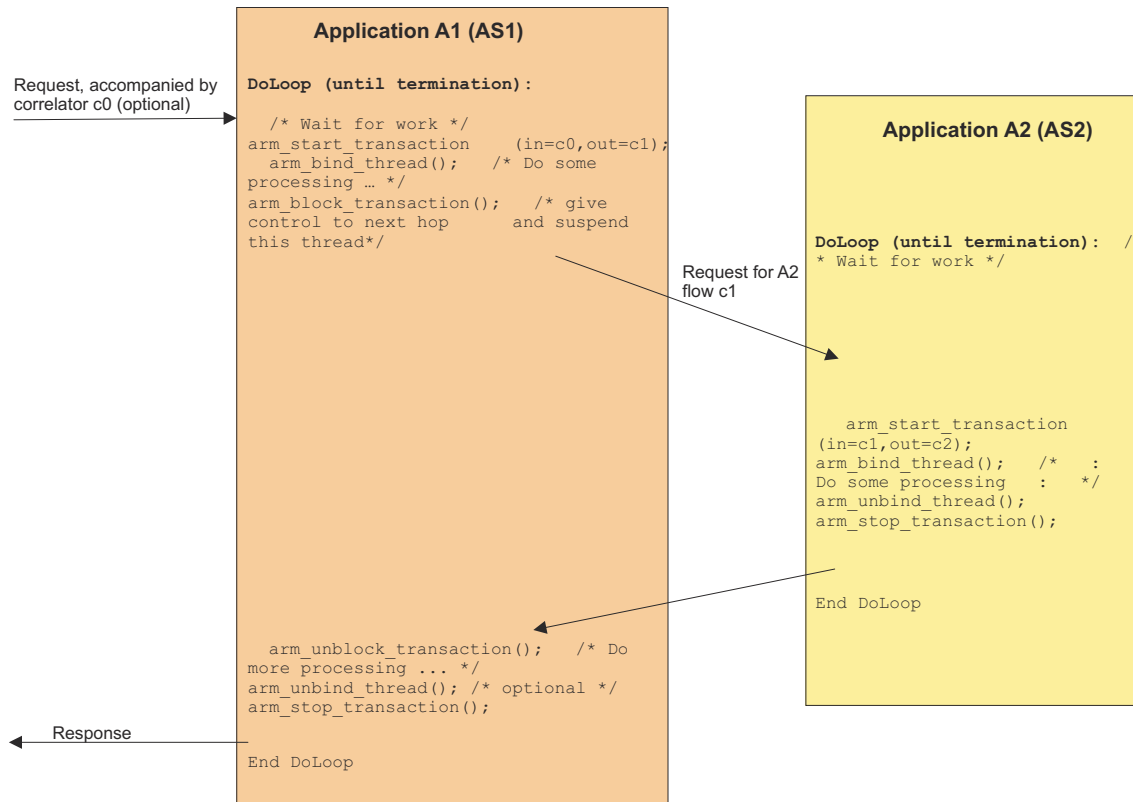 Application A1 (AS1)
DoLoop (until termination):
Request, accompanied by
correlator c0 (optional)
/* Wait for work */
arm_start_transaction (in=c0,out=c1);
arm_bind_thread(); /* Do some
processing … */
arm_block_transaction(); /* give
control to next hop and suspend
this thread*/
Request for A2
flow c1
Application A2 (AS2)
DoLoop (until termination): /
* Wait for work */
arm_start_transaction
(in=c1,out=c2);
arm_bind_thread(); /* :
Do some processing : */
arm_unbind_thread();
arm_stop_transaction();
End DoLoop
arm_unblock_transaction(); /* Do
more processing ... */
arm_unbind_thread(); /* optional */
arm_stop_transaction();
Response
End DoLoop